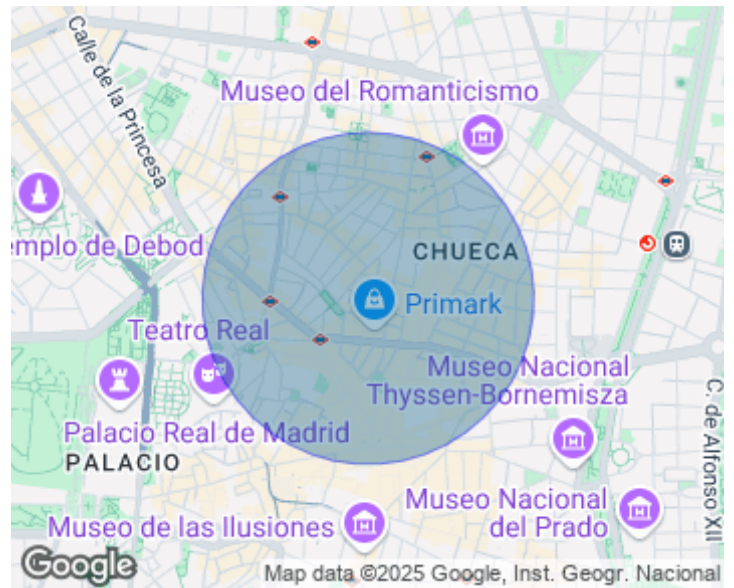 Calle de la Princesa
Museo del Romanticismo
emplo de Debod
CHUECA
Primark
Teatro Real
Museo Nacional
Thyssen-Bornemisza
C. de Alfonso XII
Palacio Real de Madrid
PALACIO
Museo Nacional
del Prado
Museo de las Ilusiones
Google
Map data ©2025 Google, Inst. Geogr. Nacional